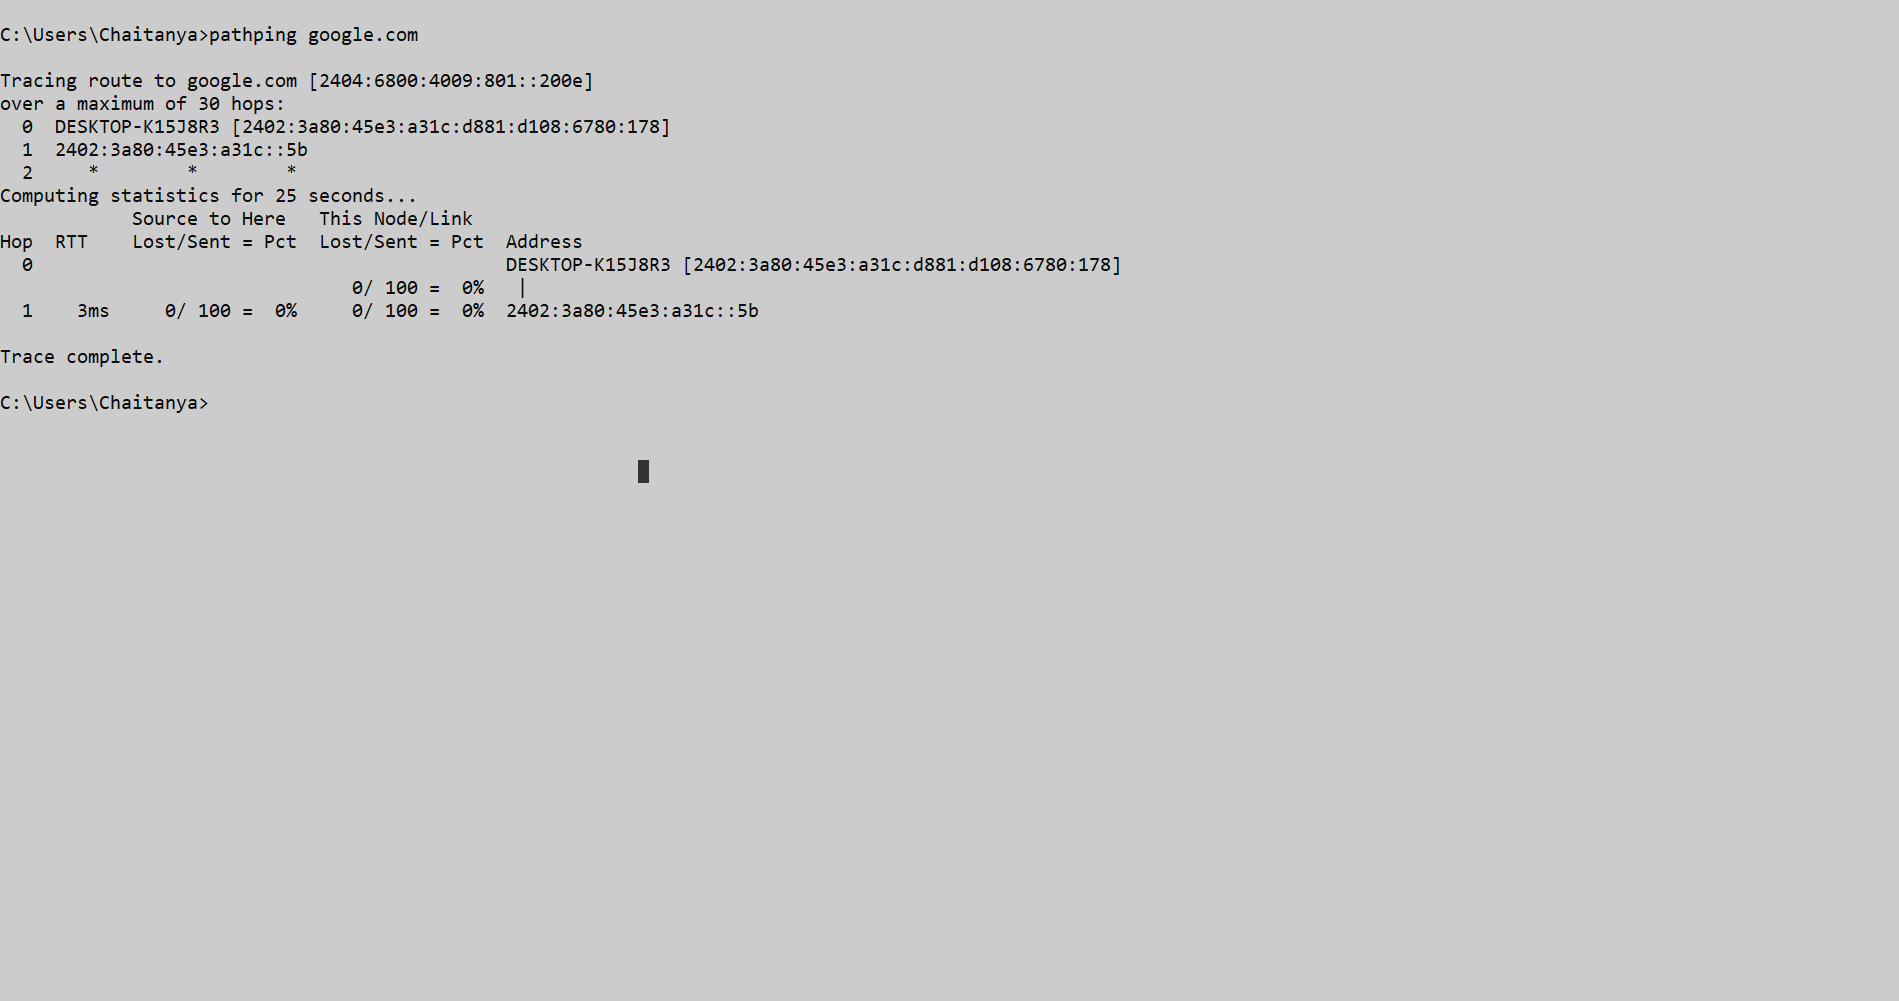 C:\Users\Chaitanya>pathping google.com
Tracing route to google.com [2404:6800:4009:801::200e]
over a maximum of 30 hops:
  0  DESKTOP-K15J8R3 [2402:3a80:45e3:a31c:d881:d108:6780:178]
  1  2402:3a80:45e3:a31c::5b
  2     *        *        *
Computing statistics for 25 seconds...
            Source to Here   This Node/Link
Hop  RTT    Lost/Sent = Pct  Lost/Sent = Pct  Address
  0                                           DESKTOP-K15J8R3 [2402:3a80:45e3:a31c:d881:d108:6780:178]
                                0/ 100 =  0%   |
  1    3ms     0/ 100 =  0%     0/ 100 =  0%  2402:3a80:45e3:a31c::5b
Trace complete.
C:\Users\Chaitanya>